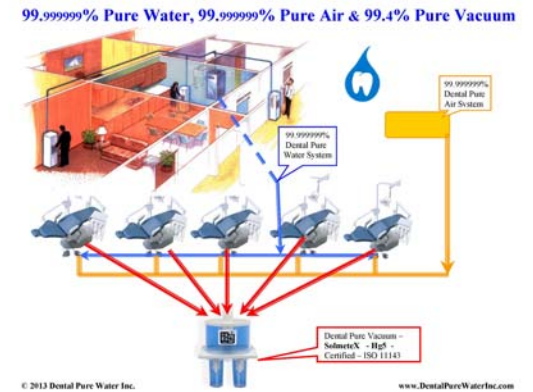 99.999999% Pure Water, 99.999999% Pure Air & 99.4% Pure Vacuum
99.999999%
Dental Pure
Air System
99.999999%
Dental Pure
Water System
Dental Pure Vacuum –
SolmeteX - Hg5 -
Certified – ISO 11143
© 2013 Dental Pure Water Inc.
www.DentalPureWaterInc.com